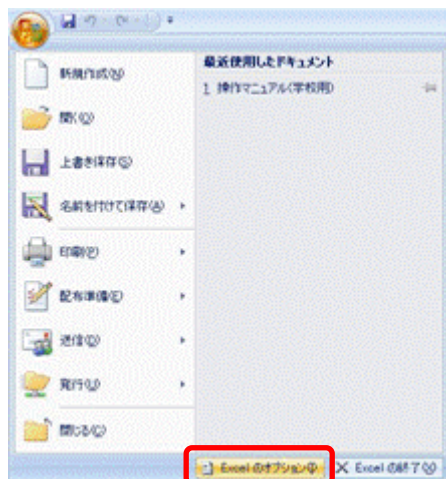 最近使用したドキュメント
1 操作マニュアル(学校用)
新規作成(N)
開く(O)
上書き保存(S)
名前を付けて保存(A)
印刷(P)
配布準備(E)
送信(D)
発行(U)
閉じる(C)
Excel のオプション(I)
Excel の終了(X)